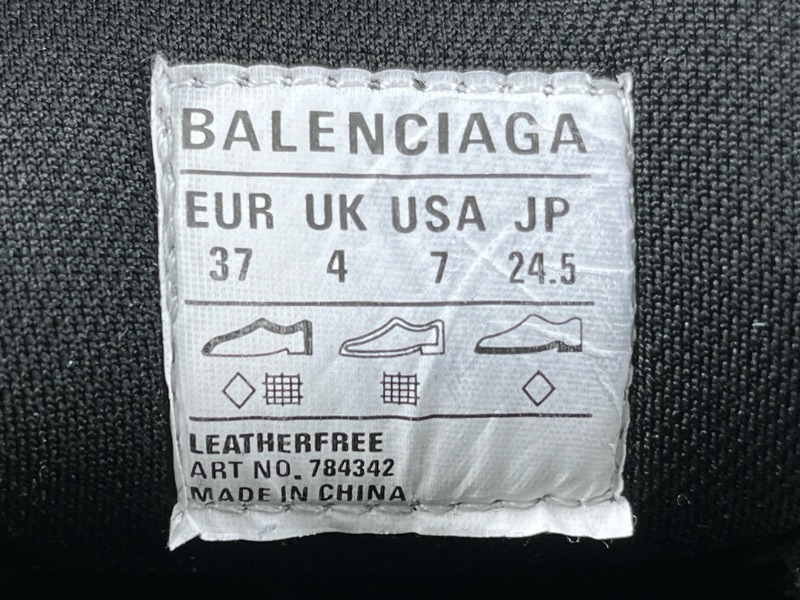 BALENCIAGA
EUR UK USA JP
37 4 7 24.5
LEATHERFREE
ART NO. 784342
MADE IN CHINA